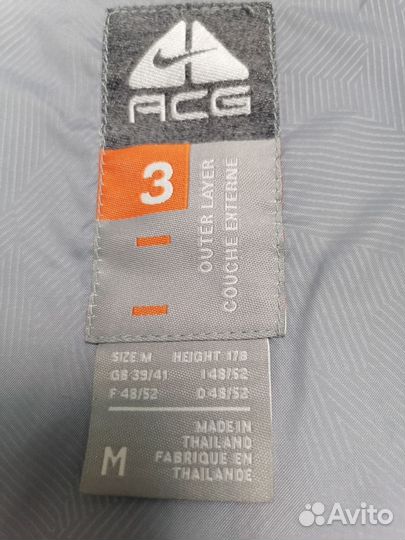 ACG
3
OUTER LAYER
COUCHE EXTERNE
SIZE M HEIGHT 178
GB 39/41 I 48/52
F 48/52 D 48/52
M
MADE IN
THAILAND
FABRIQUE EN
THAILANDE
Avito